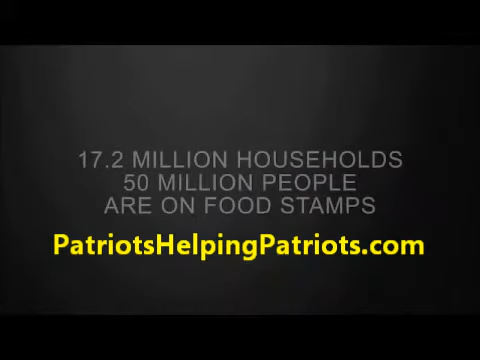 17.2 MILLION HOUSEHOLDS
50 MILLION PEOPLE
ARE ON FOOD STAMPS
PatriotsHelpingPatriots.com